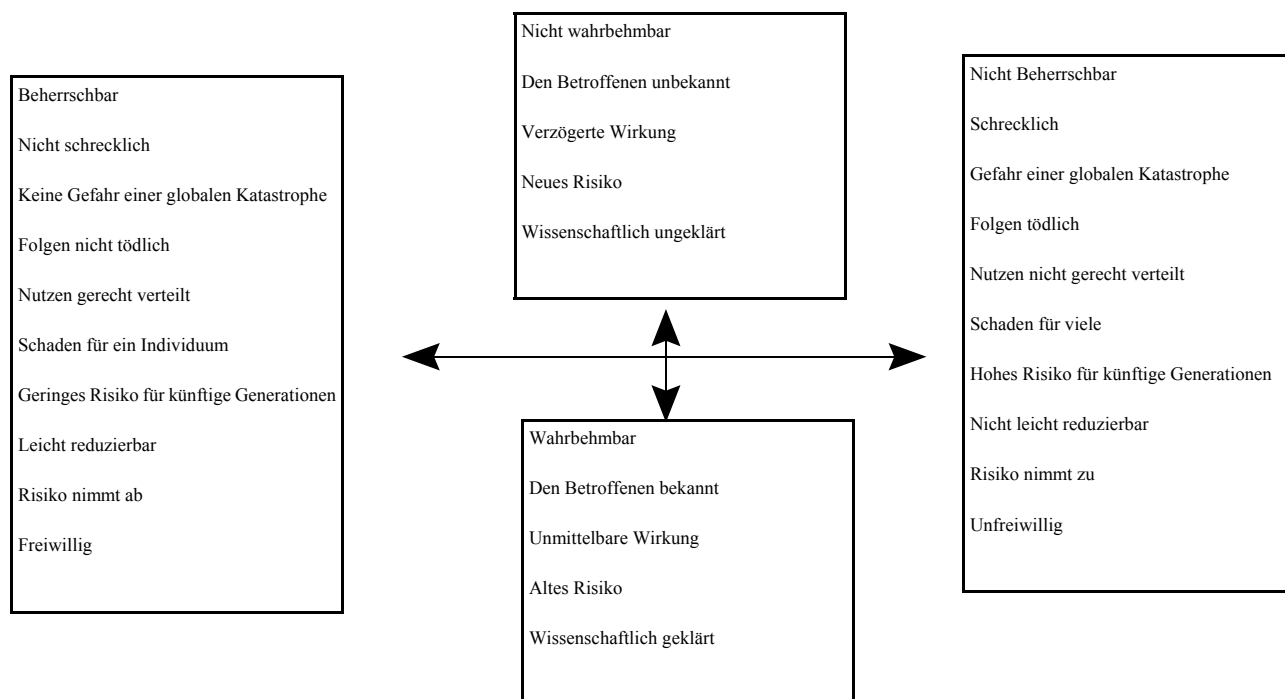 Beherrschbar
Nicht schrecklich
Keine Gefahr einer globalen Katastrophe
Folgen nicht tödlich
Nutzen gerecht verteilt
Schaden für ein Individuum
Geringes Risiko für künftige Generationen
Leicht reduzierbar
Risiko nimmt ab
Freiwillig
Nicht wahrbehmbar
Den Betroffenen unbekannt
Verzögerte Wirkung
Neues Risiko
Wissenschaftlich ungeklärt
Wahrbehmbar
Den Betroffenen bekannt
Unmittelbare Wirkung
Altes Risiko
Wissenschaftlich geklärt
Nicht Beherrschbar
Schrecklich
Gefahr einer globalen Katastrophe
Folgen tödlich
Nutzen nicht gerecht verteilt
Schaden für viele
Hohes Risiko für künftige Generationen
Nicht leicht reduzierbar
Risiko nimmt zu
Unfreiwillig